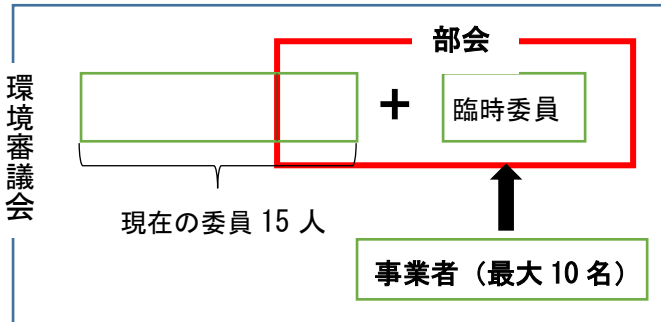 環境審議会
部会
+
臨時委員
現在の委員 15 人
事業者（最大 10 名）